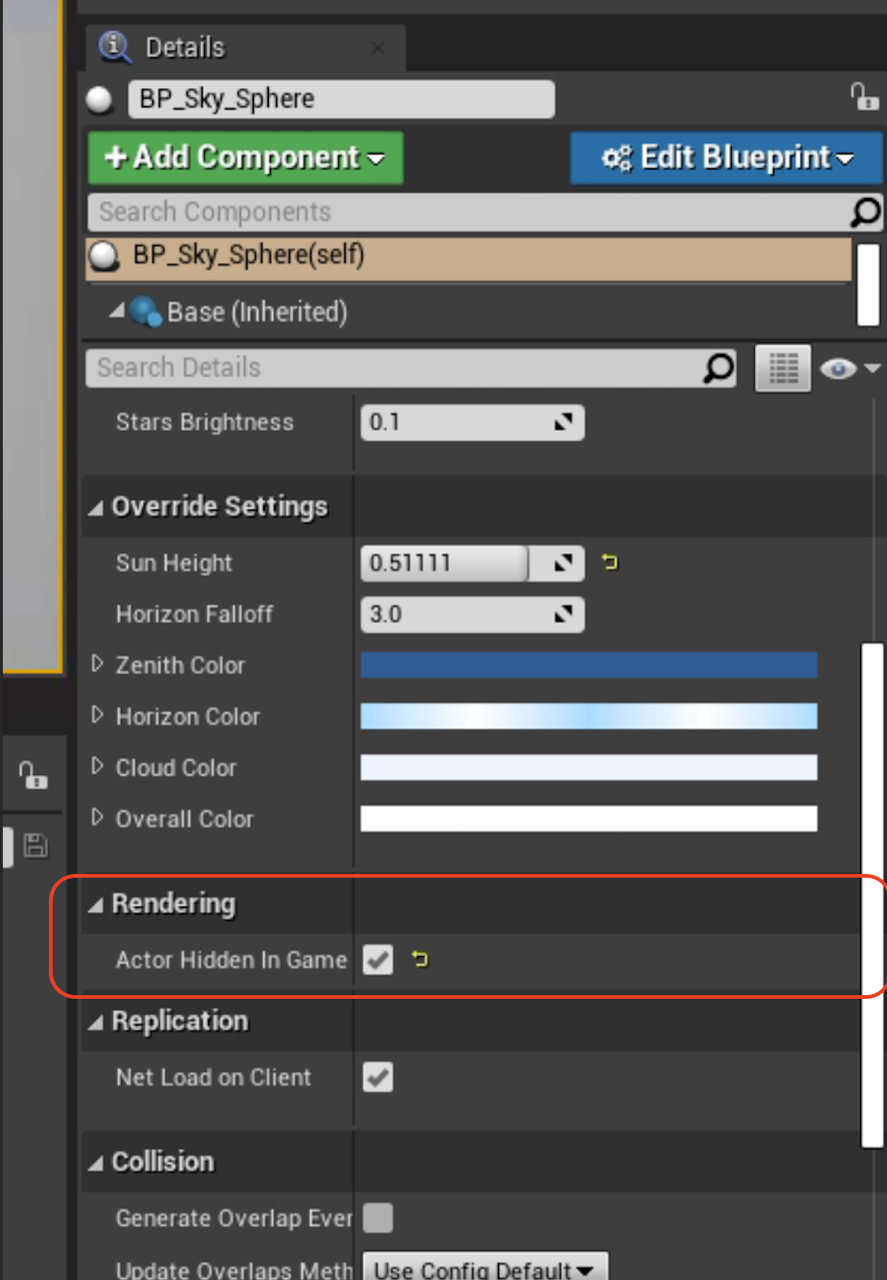 Details
BP_Sky_Sphere
+Add Component
Edit Blueprint
Search Components
BP_Sky_Sphere(self)
Base (Inherited)
Search Details
Stars Brightness 0.1
Override Settings
Sun Height 0.51111
Horizon Falloff 3.0
Zenith Color
Horizon Color
Cloud Color
Overall Color
Rendering
Actor Hidden In Game
Replication
Net Load on Client
Collision
Generate Overlap Ever
Update Overlaps Meth Use Config Default